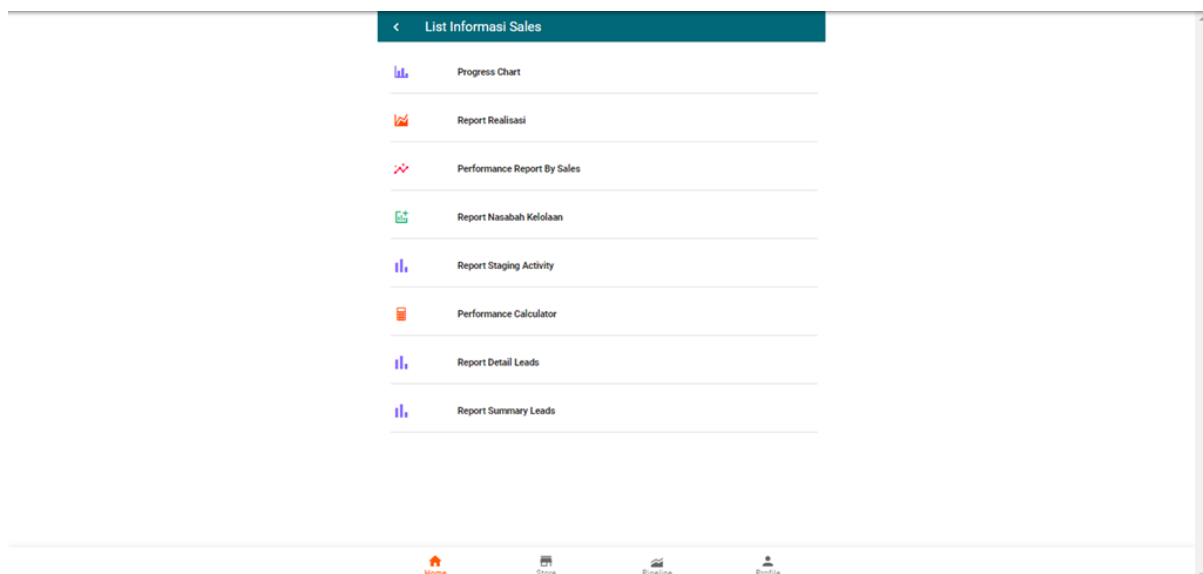 List Informasi Sales
Progress Chart
Report Realisasi
Performance Report By Sales
Report Nasabah Kelolaan
Report Staging Activity
Performance Calculator
Report Detail Leads
Report Summary Leads
Home Store Pipeline Profile